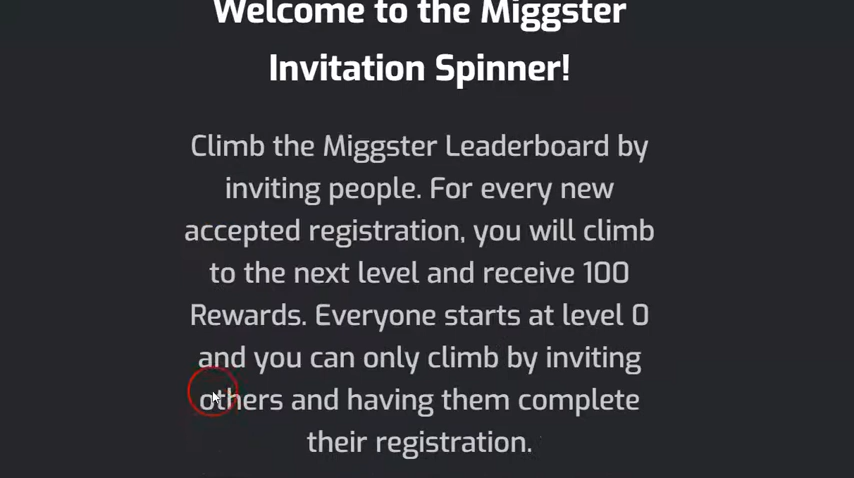 Welcome to the Miggster
Invitation Spinner!
Climb the Miggster Leaderboard by
inviting people. For every new
accepted registration, you will climb
to the next level and receive 100
Rewards. Everyone starts at level 0
and you can only climb by inviting
others and having them complete
their registration.